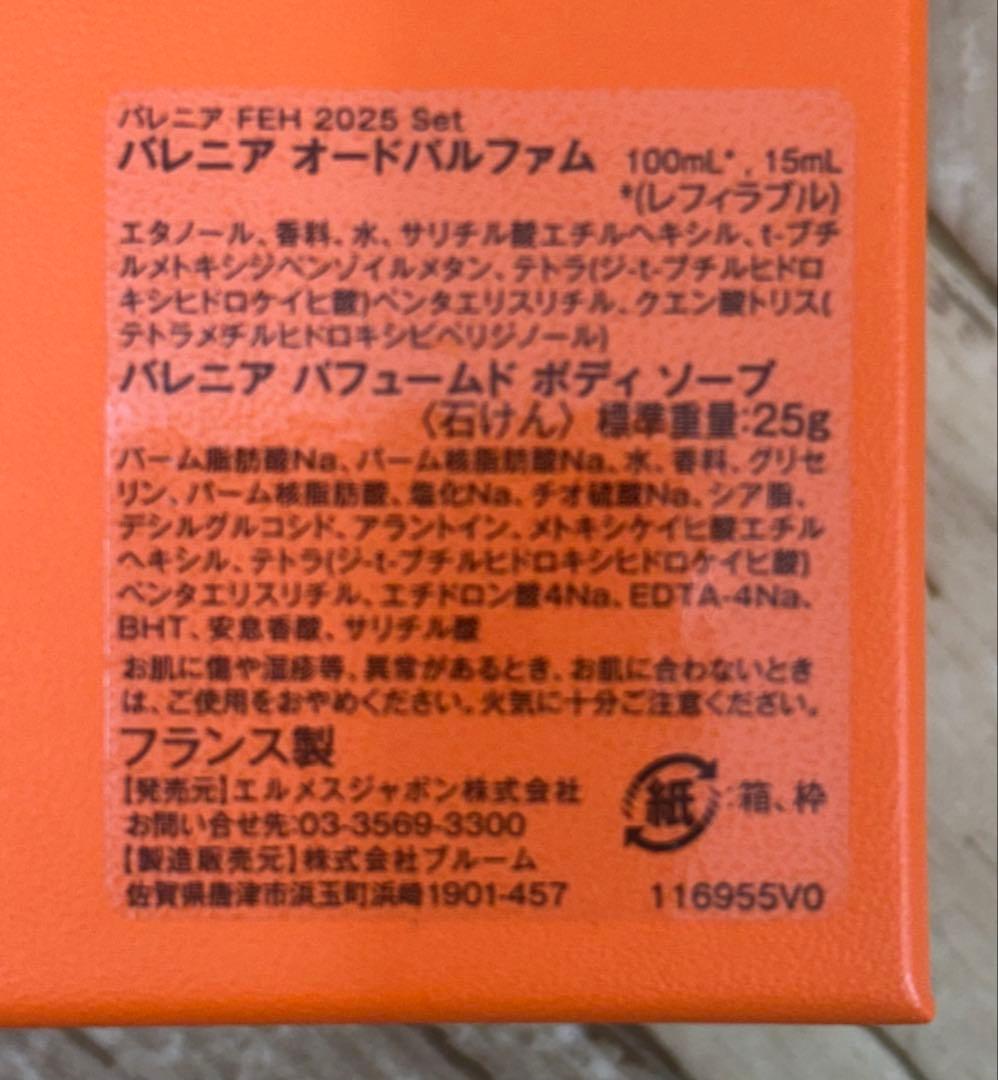 バレニア FEH 2025 Set
バレニア オードパルファム 100mL*、15mL
*(レフィラブル)
エタノール、香料、水、サリチル酸エチルヘキシル、t-ブチ
ルメトキシジベンゾイルメタン、テトラ(ジ-t-ブチルヒドロ
キシヒドロケイヒ酸)ペンタエリスリチル、クエン酸トリス(
テトラメチルヒドロキシピペリジノール)
バレニア パフュームド ボディ ソープ
〈石けん〉 標準重量:25g
パーム脂肪酸Na、パーム核脂肪酸Na、水、香料、グリセ
リン、パーム核脂肪酸、塩化Na、チオ硫酸Na、シア脂、
デシルグルコシド、アラントイン、メトキシケイヒ酸エチル
ヘキシル、テトラ(ジ-t-ブチルヒドロキシヒドロケイヒ酸)
ペンタエリスリチル、エチドロン酸4Na、EDTA-4Na、
BHT、安息香酸、サリチル酸
お肌に傷や湿疹等、異常があるとき、お肌に合わないとき
は、ご使用をおやめください。火気に十分ご注意ください。
フランス製
【発売元】エルメスジャポン株式会社
お問い合せ先:03-3569-3300
【製造販売元】株式会社ブルーム
佐賀県唐津市浜玉町浜崎1901-457
紙:箱、枠
116955V0